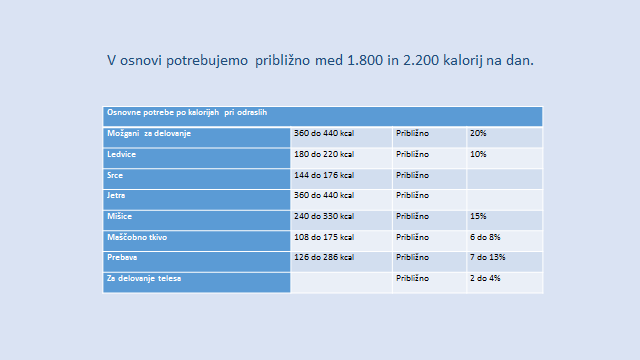 V osnovi potrebujemo približno med 1.800 in 2.200 kalorij na dan.
Osnovne potrebe po kalorijah pri odraslih
Možgani za delovanje 360 do 440 kcal Približno 20%
Ledvice 180 do 220 kcal Približno 10%
Srce 144 do 176 kcal Približno
Jetra 360 do 440 kcal Približno
Mišice 240 do 330 kcal Približno 15%
Maščobno tkivo 108 do 175 kcal Približno 6 do 8%
Prebava 126 do 286 kcal Približno 7 do 13%
Za delovanje telesa Približno 2 do 4%